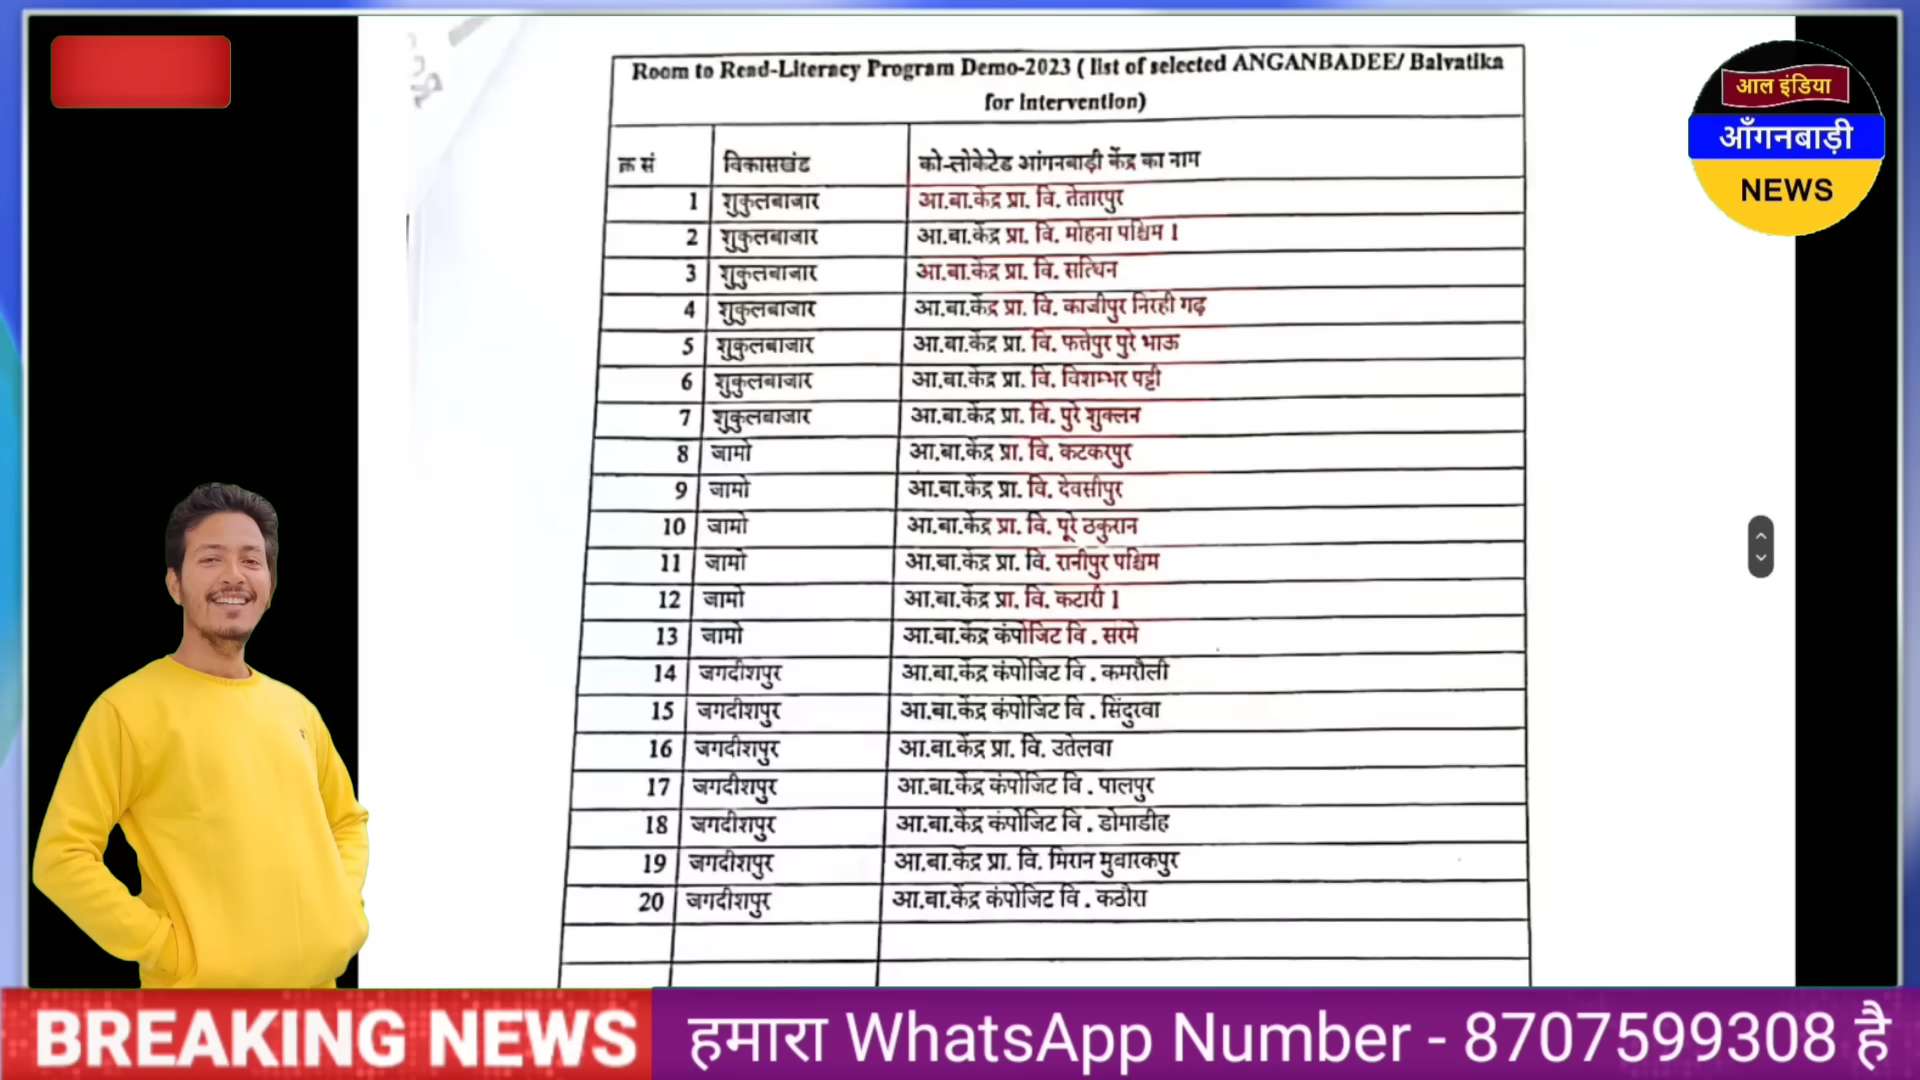 Room to Read-Literacy Program Demo-2023 ( list of selected ANGANBADEE/ Balvatika
for Intervention)
क्र सं विकासखंड को-लोकेटेड आंगनबाड़ी केंद्र का नाम
1 शुकुलबाजार आ.बा.केंद्र प्रा. वि. तेतारपुर
2 शुकुलबाजार आ.बा.केंद्र प्रा. वि. मोहना पश्चिम 1
3 शुकुलबाजार आ.बा.केंद्र प्रा. वि. सत्थिन
4 शुकुलबाजार आ.बा.केंद्र प्रा. वि. काजीपुर निरही गढ़
5 शुकुलबाजार आ.बा.केंद्र प्रा. वि. फत्तेपुर पुरे भाऊ
6 शुकुलबाजार आ.बा.केंद्र प्रा. वि. विशम्भर पट्टी
7 शुकुलबाजार आ.बा.केंद्र प्रा. वि. पुरे शुक्लन
8 जामो आ.बा.केंद्र प्रा. वि. कटकरपुर
9 जामो आ.बा.केंद्र प्रा. वि. देवसीपुर
10 जामो आ.बा.केंद्र प्रा. वि. पूरे ठकुरान
11 जामो आ.बा.केंद्र प्रा. वि. रानीपुर पश्चिम
12 जामो आ.बा.केंद्र प्रा. वि. कटारी 1
13 जामो आ.बा.केंद्र कंपोजिट वि . सरमे
14 जगदीशपुर आ.बा.केंद्र कंपोजिट वि . कमरौली
15 जगदीशपुर आ.बा.केंद्र कंपोजिट वि . सिंदुरवा
16 जगदीशपुर आ.बा.केंद्र प्रा. वि. उतेलवा
17 जगदीशपुर आ.बा.केंद्र कंपोजिट वि . पालपुर
18 जगदीशपुर आ.बा.केंद्र कंपोजिट वि . डोमाडीह
19 जगदीशपुर आ.बा.केंद्र प्रा. वि. मिरान मुबारकपुर
20 जगदीशपुर आ.बा.केंद्र कंपोजिट वि . कठौरा
आल इंडिया
आँगनबाड़ी
NEWS
BREAKING NEWS हमारा WhatsApp Number - 8707599308 है